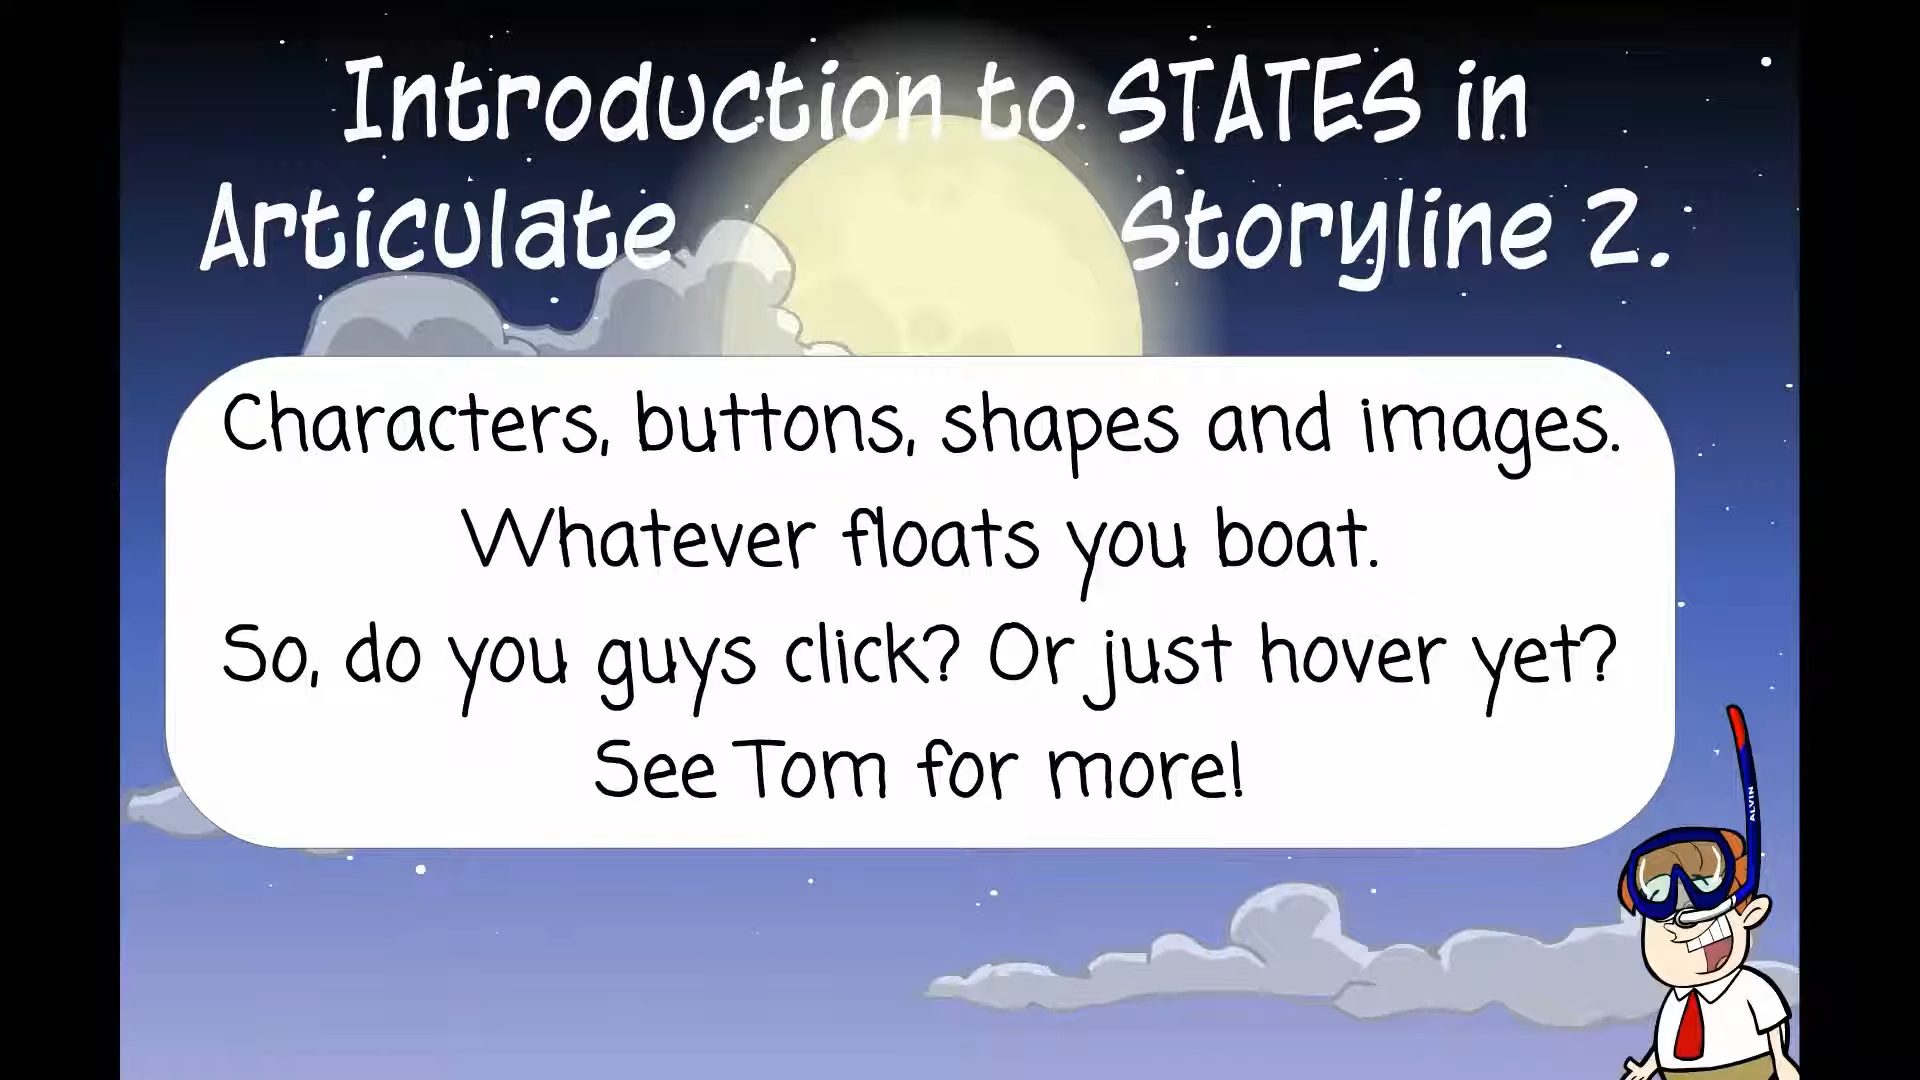 Introduction to STATES in
Articulate Storyline 2.
Characters, buttons, shapes and images.
Whatever floats you boat.
So, do you guys click? Or just hover yet?
See Tom for more!
ALVIN